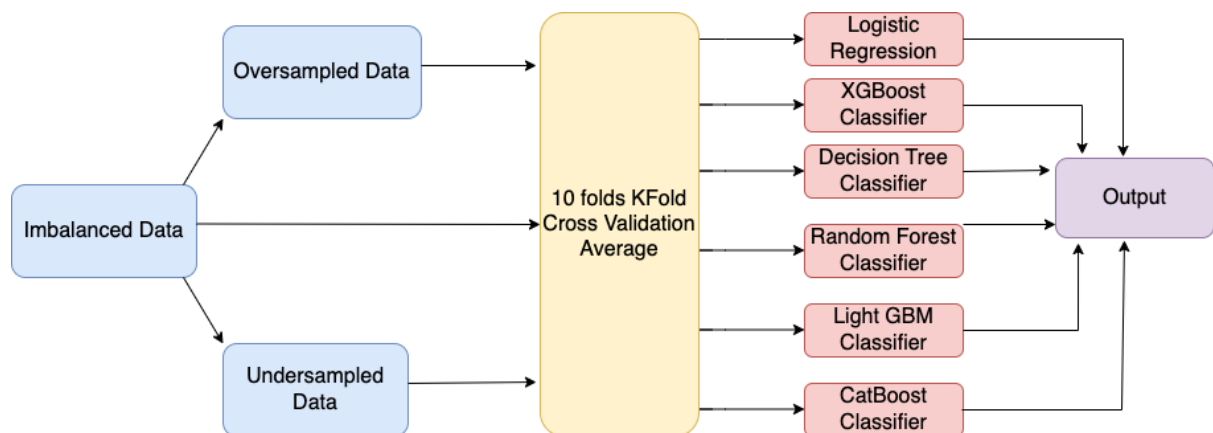 Imbalanced Data
Oversampled Data
Undersampled
Data
10 folds KFold
Cross Validation
Average
Logistic
Regression
XGBoost
Classifier
Decision Tree
Classifier
Random Forest
Classifier
Light GBM
Classifier
CatBoost
Classifier
Output